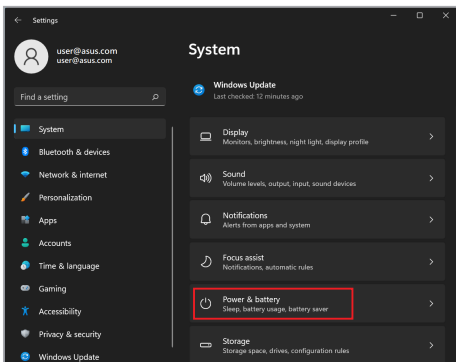 Settings
user@asus.com
user@asus.com
Find a setting
System
Bluetooth & devices
Network & internet
Personalization
Apps
Accounts
Time & language
Gaming
Accessibility
Privacy & security
Windows Update
System
Windows Update
Last checked: 12 minutes ago
Display
Monitors, brightness, night light, display profile
Sound
Volume levels, output, input, sound devices
Notifications
Alerts from apps and system
Focus assist
Notifications, automatic rules
Power & battery
Sleep, battery usage, battery saver
Storage
Storage space, drives, configuration rules